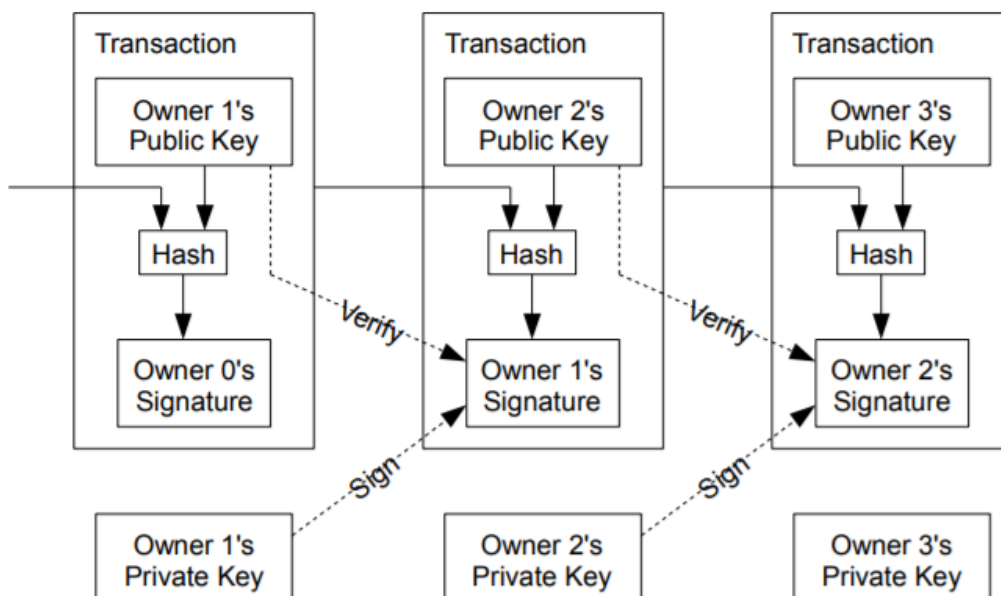 Transaction
Transaction
Transaction
Owner 1's
Public Key
Owner 2's
Public Key
Owner 3's
Public Key
Hash
Hash
Hash
Verify
Verify
Owner 0's
Signature
Owner 1's
Signature
Owner 2's
Signature
Sign
Sign
Owner 1's
Private Key
Owner 2's
Private Key
Owner 3's
Private Key